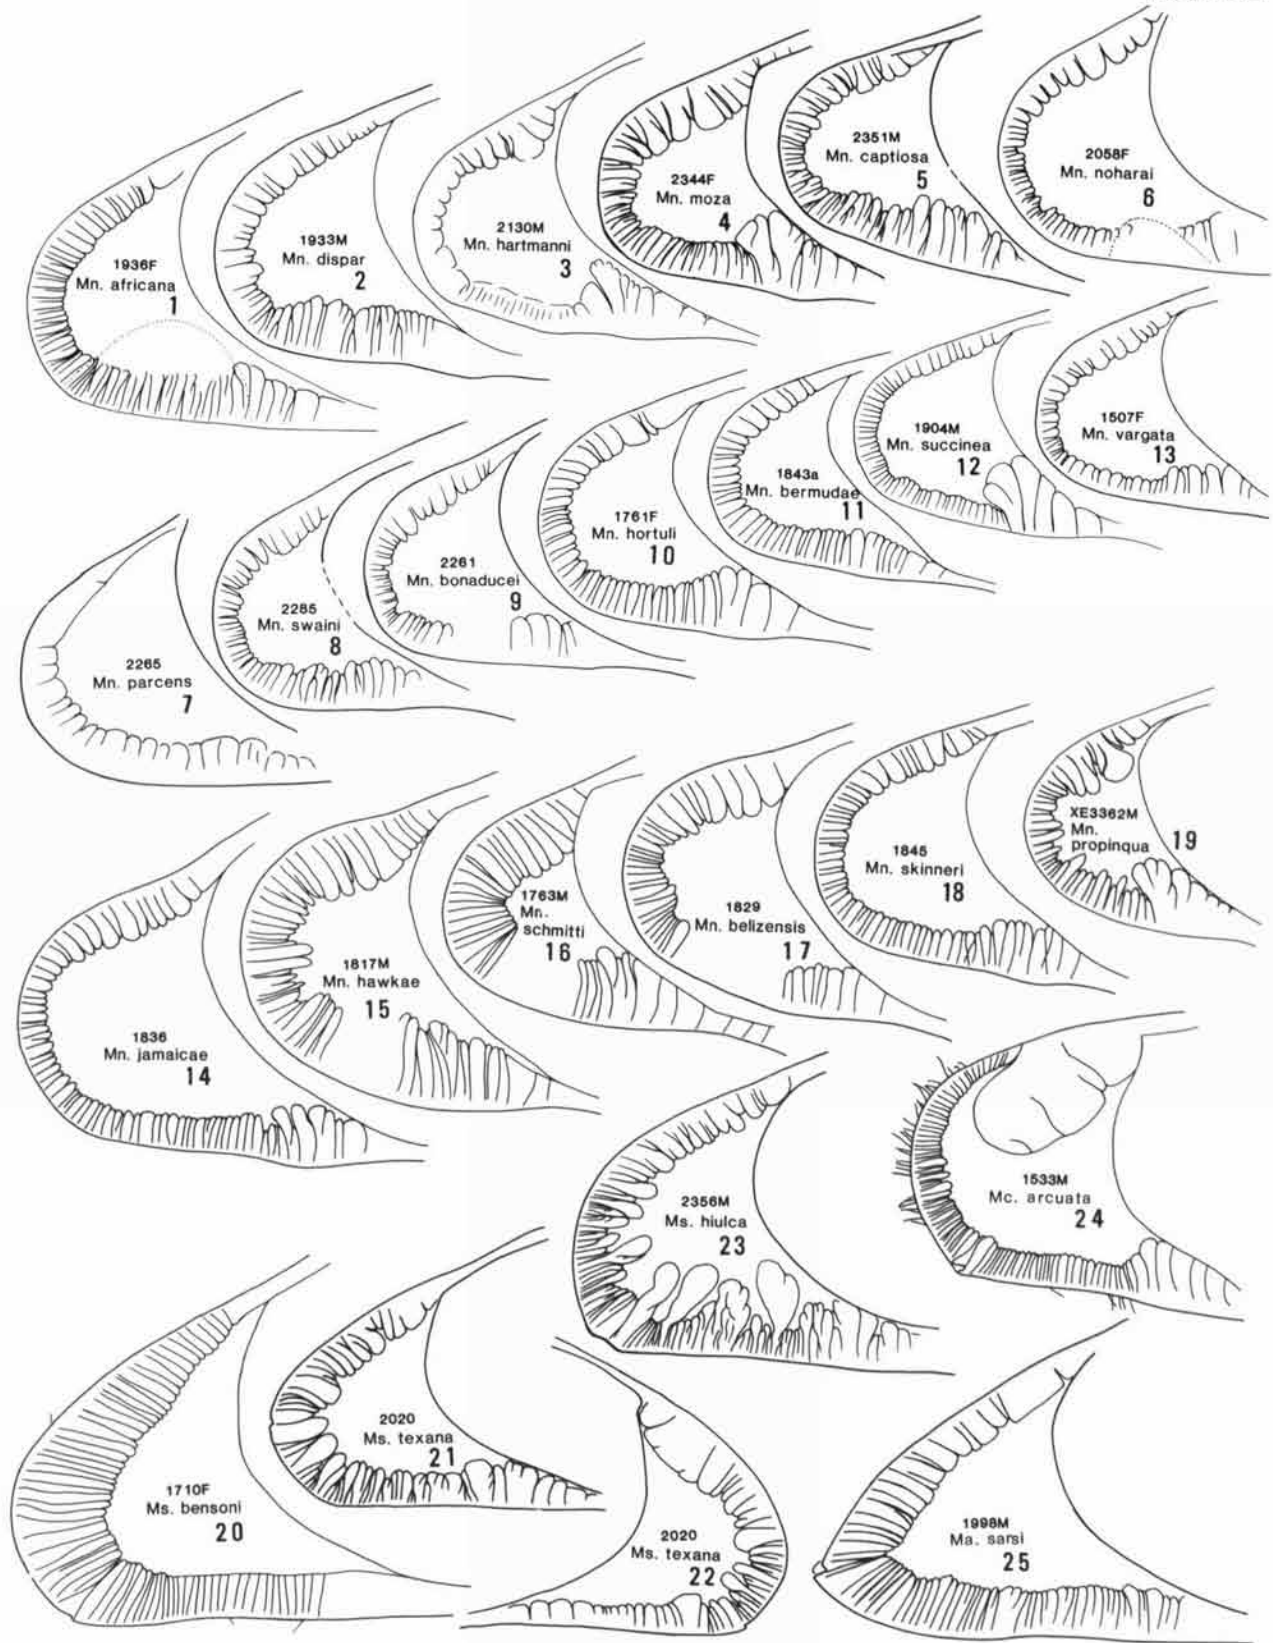 1936F
Mn. africana
1
1933M
Mn. dispar
2
2130M
Mn. hartmanni
3
2344F
Mn. moza
4
2351M
Mn. captiosa
5
2058F
Mn. noharai
6
2265
Mn. parcens
7
2285
Mn. swaini
8
2261
Mn. bonaducei
9
1761F
Mn. hortuli
10
1843a
Mn. bermudae
11
1904M
Mn. succinea
12
1507F
Mn. vargata
13
1836
Mn. jamaicae
14
1817M
Mn. hawkae
15
1763M
Mn.
schmitti
16
1829
Mn. belizensis
17
1845
Mn. skinneri
18
XE3362M
Mn.
propinqua
19
1710F
Ms. bensoni
20
2020
Ms. texana
21
2020
Ms. texana
22
2356M
Ms. hiulca
23
1533M
Mc. arcuata
24
1998M
Ma. sarsi
25